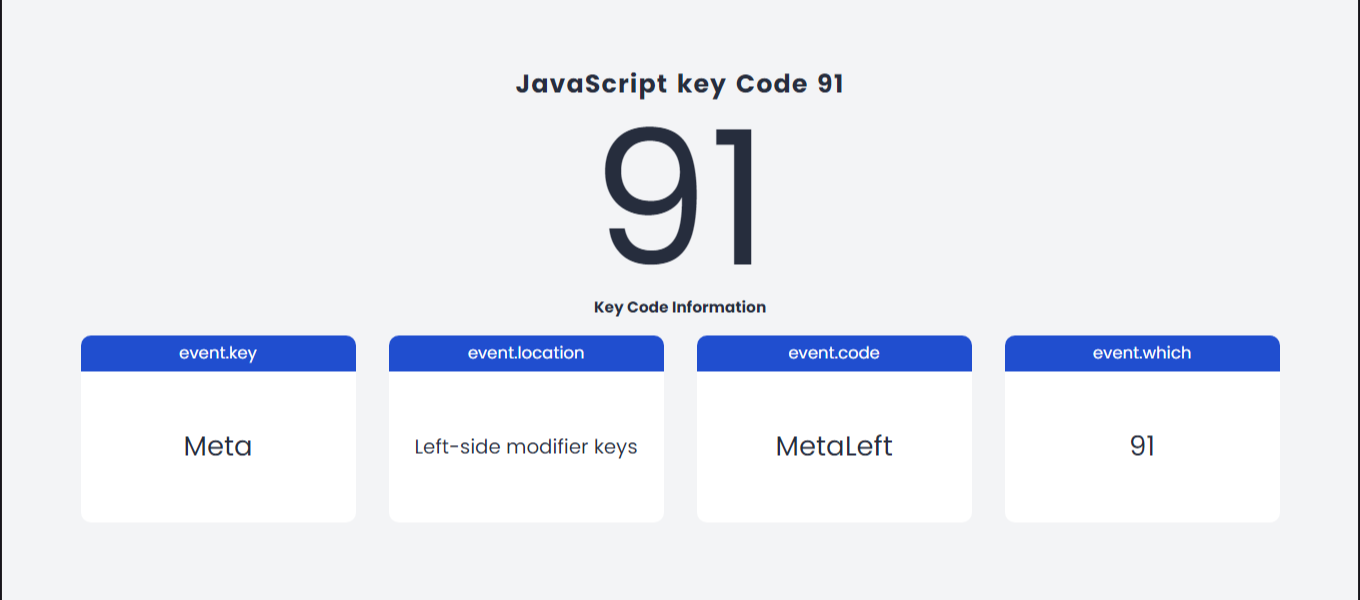 JavaScript key Code 91
91
Key Code Information
event.key
Meta
event.location
Left-side modifier keys
event.code
MetaLeft
event.which
91